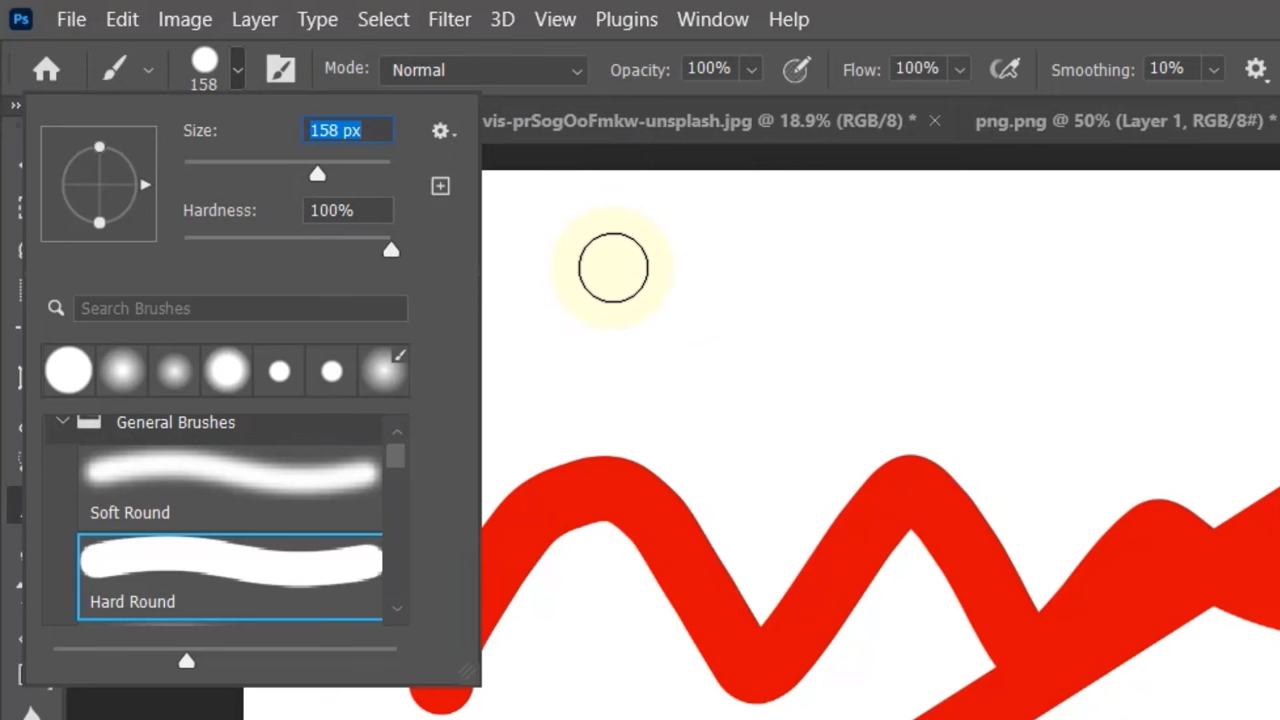 Ps File Edit Image Layer Type Select Filter 3D View Plugins Window Help
158 Mode: Normal Opacity: 100% Flow: 100% Smoothing: 10%
vis-prSogOoFmkw-unsplash.jpg @ 18.9% (RGB/8) * png.png @ 50% (Layer 1, RGB/8#) *
Size: 158 px
Hardness: 100%
Search Brushes
General Brushes
Soft Round
Hard Round